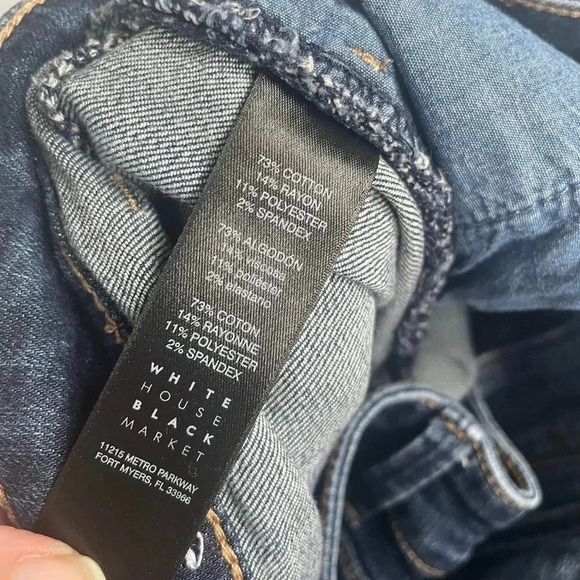 73% COTTON
14% RAYON
11% POLYESTER
2% SPANDEX
73% ALGODÓN
14% viscosa
11% poliéster
2% elastano
73% COTON
14% RAYONNE
11% POLYESTER
2% SPANDEX
WHITE
HOUSE
BLACK
MARKET
11215 METRO PARKWAY
FORT MYERS, FL 33966